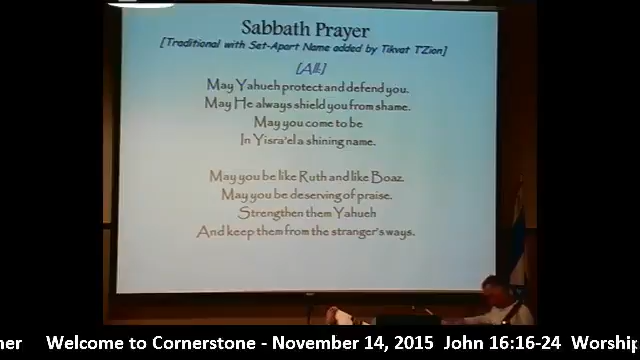 Sabbath Prayer
[Traditional with Set-Apart Name added by Tikvat T'Zion]
[All:]
May Yahueh protect and defend you.
May He always shield you from shame.
May you come to be
In Yisra'el a shining name.
May you be like Ruth and like Boaz.
May you be deserving of praise.
Strengthen them Yahueh
And keep them from the stranger's ways.
ner Welcome to Cornerstone - November 14, 2015 John 16:16-24 Worship